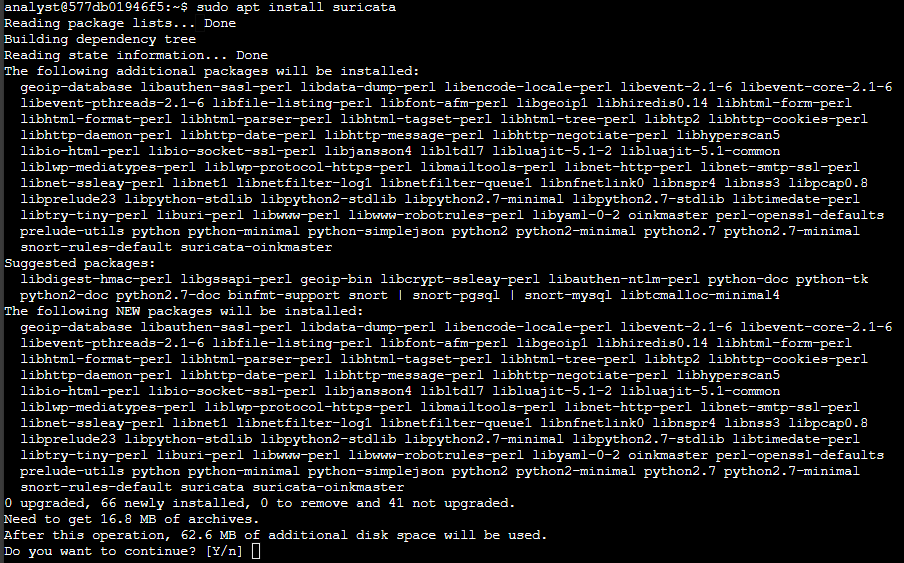 analyst@577db01946f5:~$ sudo apt install suricata
Reading package lists... Done
Building dependency tree
Reading state information... Done
The following additional packages will be installed:
  geoip-database libauthen-sasl-perl libdata-dump-perl libencode-locale-perl libevent-2.1-6 libevent-core-2.1-6
  libevent-pthreads-2.1-6 libfile-listing-perl libfont-afm-perl libgeoip1 libhiredis0.14 libhtml-form-perl
  libhtml-format-perl libhtml-parser-perl libhtml-tagset-perl libhtml-tree-perl libhtp2 libhttp-cookies-perl
  libhttp-daemon-perl libhttp-date-perl libhttp-message-perl libhttp-negotiate-perl libhyperscan5
  libio-html-perl libio-socket-ssl-perl libjansson4 libltdl7 libluajit-5.1-2 libluajit-5.1-common
  liblwp-mediatypes-perl liblwp-protocol-https-perl libmailtools-perl libnet-http-perl libnet-smtp-ssl-perl
  libnet-ssleay-perl libnet1 libnetfilter-log1 libnetfilter-queue1 libnfnetlink0 libnspr4 libnss3 libpcap0.8
  libprelude23 libpython-stdlib libpython2-stdlib libpython2.7-minimal libpython2.7-stdlib libtimedate-perl
  libtry-tiny-perl liburi-perl libwww-perl libwww-robotrules-perl libyaml-0-2 oinkmaster perl-openssl-defaults
  prelude-utils python python-minimal python-simplejson python2 python2-minimal python2.7 python2.7-minimal
  snort-rules-default suricata-oinkmaster
Suggested packages:
  libdigest-hmac-perl libgssapi-perl geoip-bin libcrypt-ssleay-perl libauthen-ntlm-perl python-doc python-tk
  python2-doc python2.7-doc binfmt-support snort | snort-pgsql | snort-mysql libtcmalloc-minimal4
The following NEW packages will be installed:
  geoip-database libauthen-sasl-perl libdata-dump-perl libencode-locale-perl libevent-2.1-6 libevent-core-2.1-6
  libevent-pthreads-2.1-6 libfile-listing-perl libfont-afm-perl libgeoip1 libhiredis0.14 libhtml-form-perl
  libhtml-format-perl libhtml-parser-perl libhtml-tagset-perl libhtml-tree-perl libhtp2 libhttp-cookies-perl
  libhttp-daemon-perl libhttp-date-perl libhttp-message-perl libhttp-negotiate-perl libhyperscan5
  libio-html-perl libio-socket-ssl-perl libjansson4 libltdl7 libluajit-5.1-2 libluajit-5.1-common
  liblwp-mediatypes-perl liblwp-protocol-https-perl libmailtools-perl libnet-http-perl libnet-smtp-ssl-perl
  libnet-ssleay-perl libnet1 libnetfilter-log1 libnetfilter-queue1 libnfnetlink0 libnspr4 libnss3 libpcap0.8
  libprelude23 libpython-stdlib libpython2-stdlib libpython2.7-minimal libpython2.7-stdlib libtimedate-perl
  libtry-tiny-perl liburi-perl libwww-perl libwww-robotrules-perl libyaml-0-2 oinkmaster perl-openssl-defaults
  prelude-utils python python-minimal python-simplejson python2 python2-minimal python2.7 python2.7-minimal
  snort-rules-default suricata suricata-oinkmaster
0 upgraded, 66 newly installed, 0 to remove and 41 not upgraded.
Need to get 16.8 MB of archives.
After this operation, 62.6 MB of additional disk space will be used.
Do you want to continue? [Y/n]